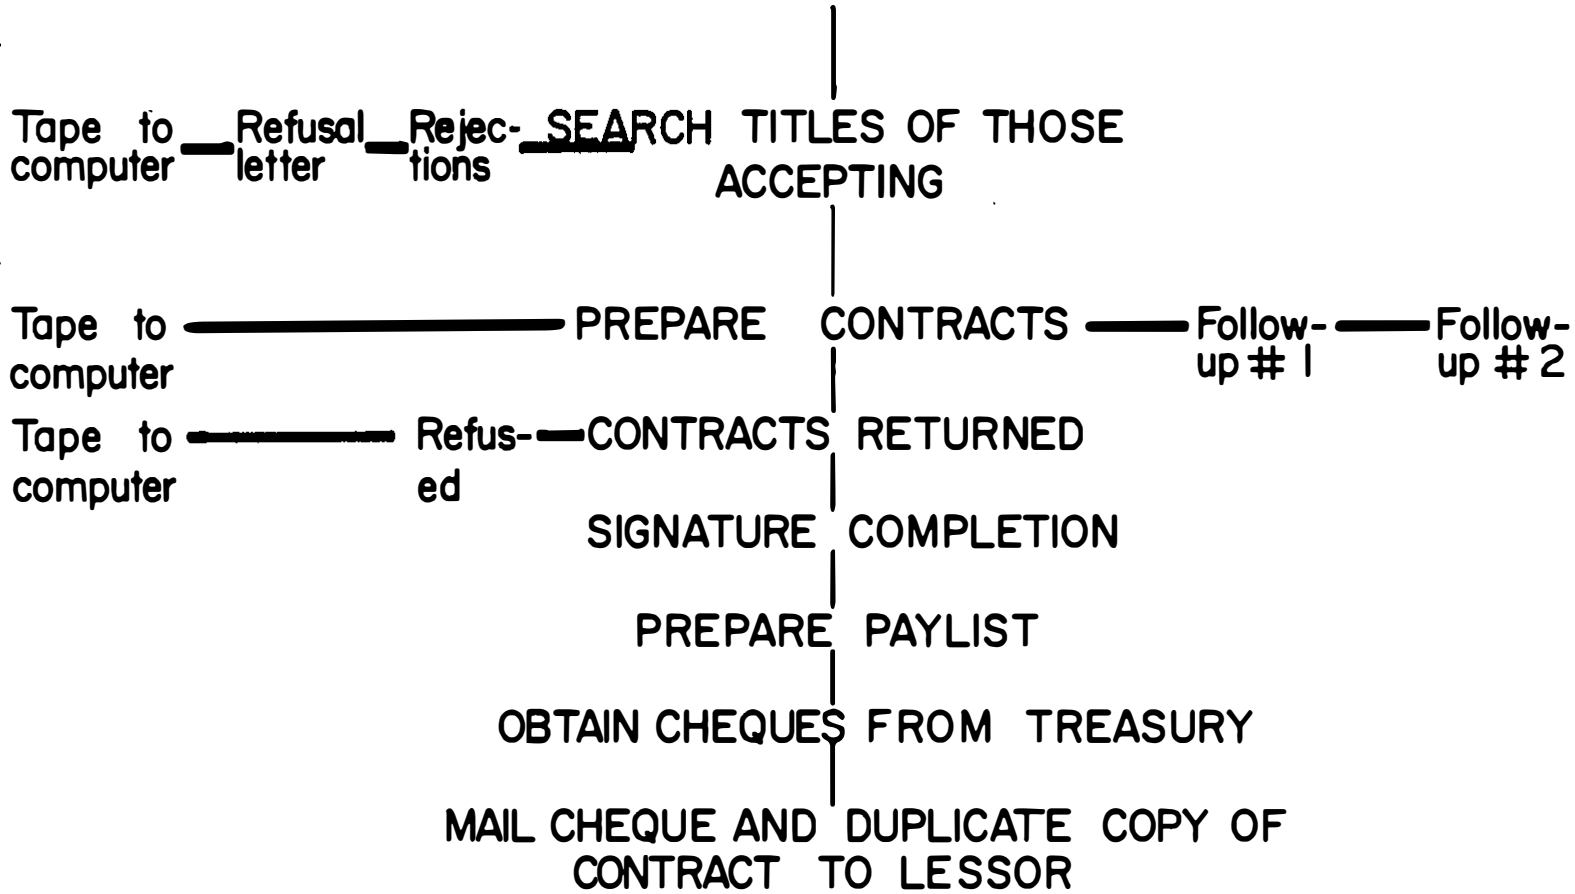 Tape to Refusal Rejec- SEARCH TITLES OF THOSE
computer letter tions ACCEPTING
Tape to PREPARE CONTRACTS Follow- Follow-
computer up # 1 up # 2
Tape to Refus- CONTRACTS RETURNED
computer ed
SIGNATURE COMPLETION
PREPARE PAYLIST
OBTAIN CHEQUES FROM TREASURY
MAIL CHEQUE AND DUPLICATE COPY OF
CONTRACT TO LESSOR